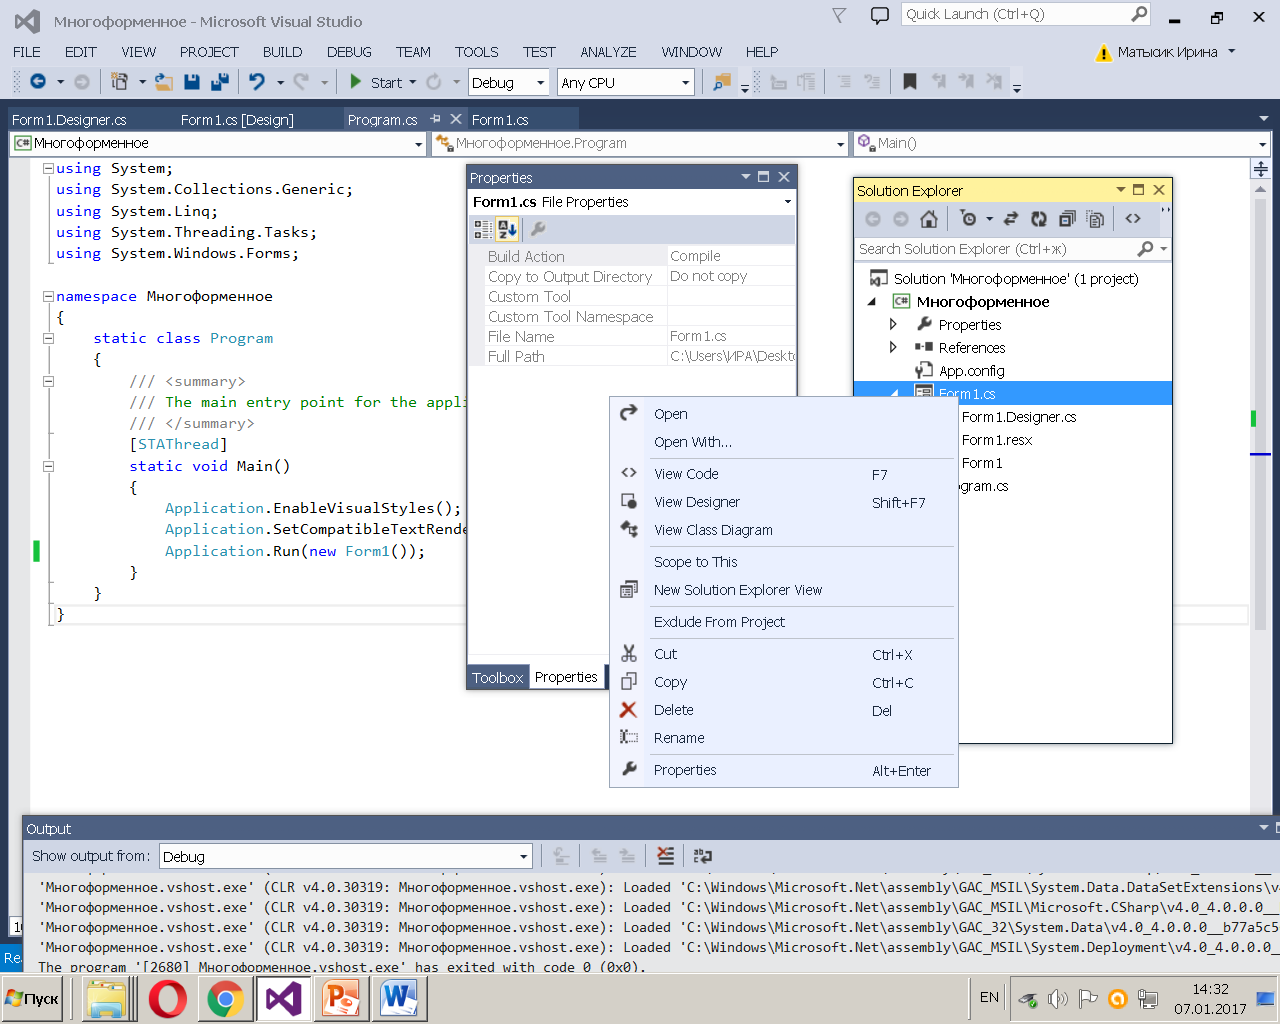 Многоформенное - Microsoft Visual Studio
Quick Launch (Ctrl+Q)
FILE EDIT VIEW PROJECT BUILD DEBUG TEAM TOOLS TEST ANALYZE WINDOW HELP
Матысик Ирина
Start Debug Any CPU
Form1.Designer.cs Form1.cs [Design] Program.cs Form1.cs
Многоформенное Многоформенное.Program Main()
using System;
using System.Collections.Generic;
using System.Linq;
using System.Threading.Tasks;
using System.Windows.Forms;
namespace Многоформенное
{
static class Program
{
/// <summary>
/// The main entry point for the appli
/// </summary>
[STAThread]
static void Main()
{
Application.EnableVisualStyles();
Application.SetCompatibleTextRende
Application.Run(new Form1());
}
}
}
Properties
Form1.cs File Properties
Build Action Compile
Copy to Output Directory Do not copy
Custom Tool
Custom Tool Namespace
File Name Form1.cs
Full Path C:\Users\ИРА\Deskto
Toolbox Properties
Solution Explorer
Search Solution Explorer (Ctrl+ж)
Solution 'Многоформенное' (1 project)
Многоформенное
Properties
References
App.config
Form1.cs
Form1.Designer.cs
Form1.resx
Form1
gram.cs
Open
Open With...
View Code F7
View Designer Shift+F7
View Class Diagram
Scope to This
New Solution Explorer View
Exclude From Project
Cut Ctrl+X
Copy Ctrl+C
Delete Del
Rename
Properties Alt+Enter
Output
Show output from: Debug
'Многоформенное.vshost.exe' (CLR v4.0.30319: Многоформенное.vshost.exe): Loaded 'C:\Windows\Microsoft.Net\assembly\GAC_MSIL\System.Data.DataSetExtensions\v4
'Многоформенное.vshost.exe' (CLR v4.0.30319: Многоформенное.vshost.exe): Loaded 'C:\Windows\Microsoft.Net\assembly\GAC_MSIL\Microsoft.CSharp\v4.0_4.0.0.0__
'Многоформенное.vshost.exe' (CLR v4.0.30319: Многоформенное.vshost.exe): Loaded 'C:\Windows\Microsoft.Net\assembly\GAC_32\System.Data\v4.0_4.0.0.0__b77a5c5
'Многоформенное.vshost.exe' (CLR v4.0.30319: Многоформенное.vshost.exe): Loaded 'C:\Windows\Microsoft.Net\assembly\GAC_MSIL\System.Deployment\v4.0_4.0.0.0_
The program '[2680] Многоформенное.vshost.exe' has exited with code 0 (0x0).
Пуск
EN
14:32
07.01.2017